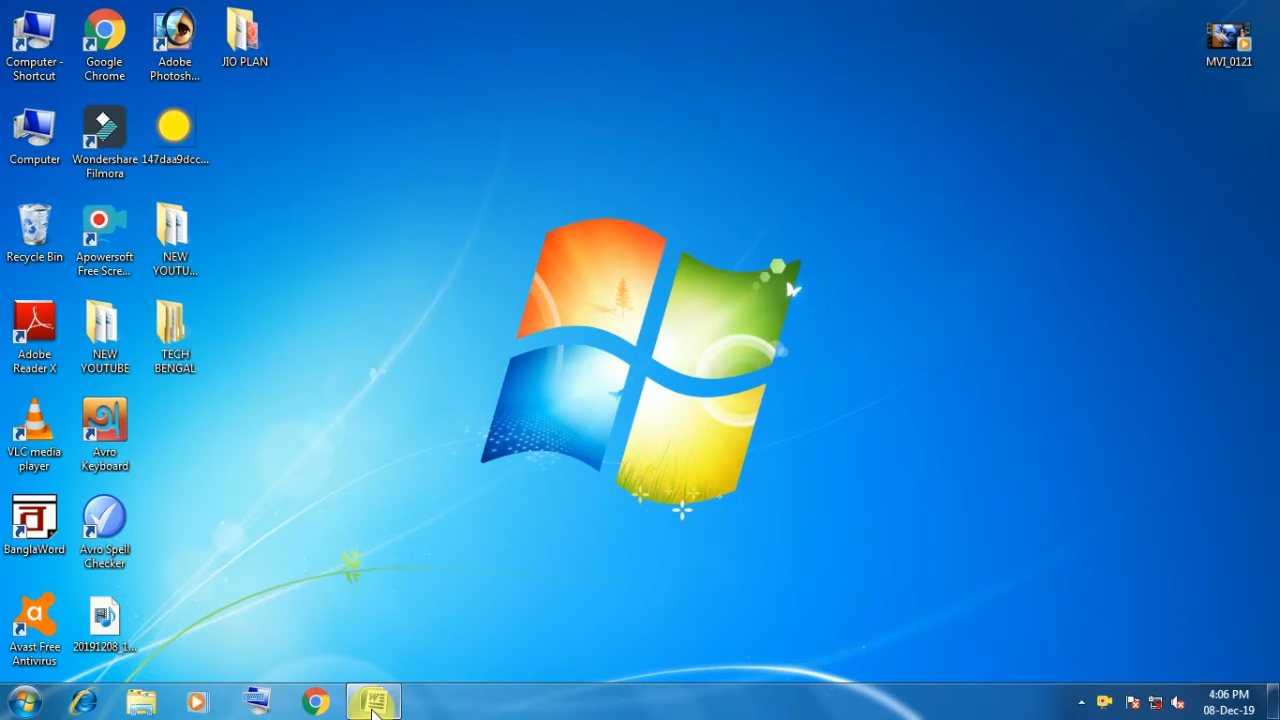 Computer -
Shortcut
Google
Chrome
Adobe
Photosh...
JIO PLAN
MVI_0121
Computer
Wondershare
Filmora
147daa9dcc...
Recycle Bin
Apowersoft
Free Scre...
NEW
YOUTU...
Adobe
Reader X
NEW
YOUTUBE
TECH
BENGAL
VLC media
player
Avro
Keyboard
BanglaWord
Avro Spell
Checker
Avast Free
Antivirus
20191208_1...
4:06 PM
08-Dec-19